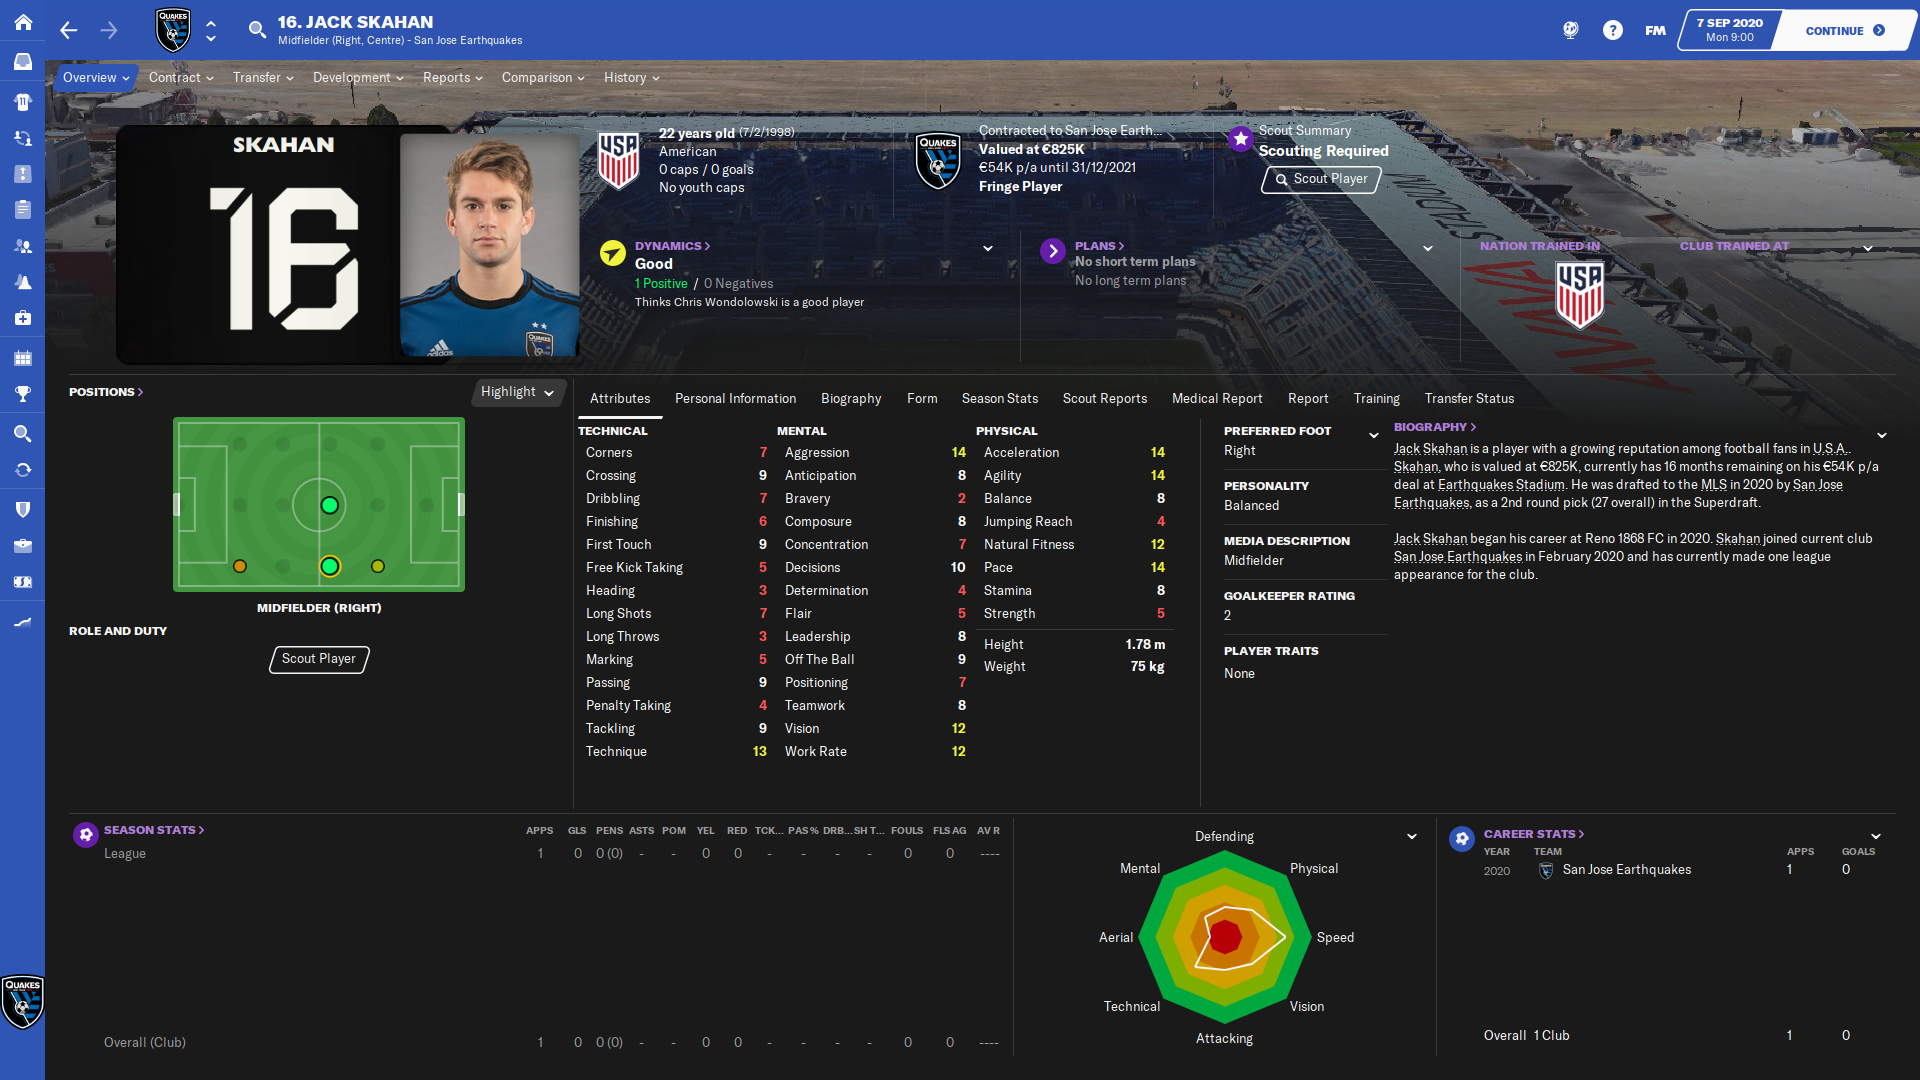 16. JACK SKAHAN
Midfielder (Right, Centre) - San Jose Earthquakes
FM
7 SEP 2020
Mon 9:00
CONTINUE
Overview
Contract
Transfer
Development
Reports
Comparison
History
SKAHAN
16
22 years old (7/2/1998)
American
0 caps / 0 goals
No youth caps
USA
QUAKES
Contracted to San Jose Earth...
Valued at €825K
€54K p/a until 31/12/2021
Fringe Player
Scout Summary
Scouting Required
Scout Player
DYNAMICS
Good
1 Positive / 0 Negatives
Thinks Chris Wondolowski is a good player
PLANS
No short term plans
No long term plans
NATION TRAINED IN
CLUB TRAINED AT
USA
POSITIONS
Highlight
MIDFIELDER (RIGHT)
ROLE AND DUTY
Scout Player
Attributes
Personal Information
Biography
Form
Season Stats
Scout Reports
Medical Report
Report
Training
Transfer Status
TECHNICAL
Corners 7
Crossing 9
Dribbling 7
Finishing 6
First Touch 9
Free Kick Taking 5
Heading 3
Long Shots 7
Long Throws 3
Marking 5
Passing 9
Penalty Taking 4
Tackling 9
Technique 13
MENTAL
Aggression 14
Anticipation 8
Bravery 2
Composure 8
Concentration 7
Decisions 10
Determination 4
Flair 5
Leadership 8
Off The Ball 9
Positioning 7
Teamwork 8
Vision 12
Work Rate 12
PHYSICAL
Acceleration 14
Agility 14
Balance 8
Jumping Reach 4
Natural Fitness 12
Pace 14
Stamina 8
Strength 5
Height 1.78 m
Weight 75 kg
PREFERRED FOOT
Right
PERSONALITY
Balanced
MEDIA DESCRIPTION
Midfielder
GOALKEEPER RATING
2
PLAYER TRAITS
None
BIOGRAPHY
Jack Skahan is a player with a growing reputation among football fans in U.S.A..
Skahan, who is valued at €825K, currently has 16 months remaining on his €54K p/a
deal at Earthquakes Stadium. He was drafted to the MLS in 2020 by San Jose
Earthquakes, as a 2nd round pick (27 overall) in the Superdraft.
Jack Skahan began his career at Reno 1868 FC in 2020. Skahan joined current club
San Jose Earthquakes in February 2020 and has currently made one league
appearance for the club.
SEASON STATS
APPS GLS PENS ASTS POM YEL RED TCK... PAS % DRB... SH T... FOULS FLS AG AV R
League 1 0 0 (0) - - 0 0 - - - - 0 0 ----
Overall (Club) 1 0 0 (0) - - 0 0 - - - - 0 0 ----
Defending
Mental
Physical
Aerial
Speed
Technical
Vision
Attacking
CAREER STATS
YEAR TEAM APPS GOALS
2020 San Jose Earthquakes 1 0
Overall 1 Club 1 0
QUAKES